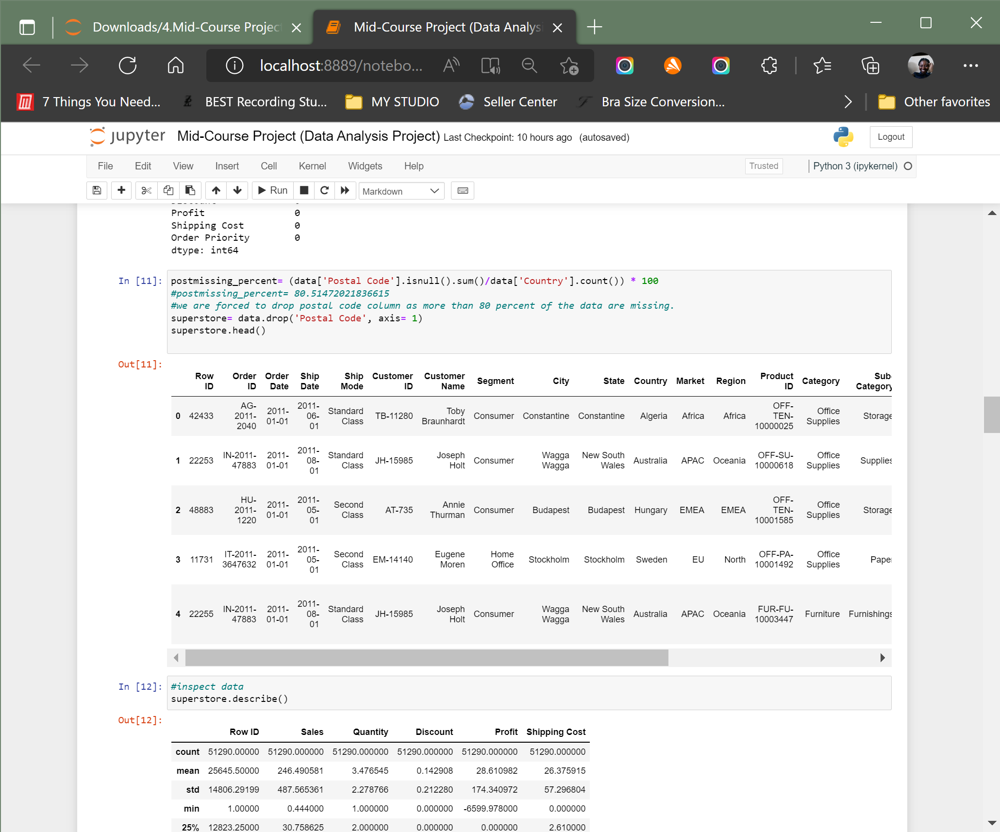 Downloads/4.Mid-Course Projec
Mid-Course Project (Data Analys
localhost:8889/notebo...
7 Things You Need...
BEST Recording Stu...
MY STUDIO
Seller Center
Bra Size Conversion...
Other favorites
jupyter Mid-Course Project (Data Analysis Project) Last Checkpoint: 10 hours ago (autosaved)
Logout
File Edit View Insert Cell Kernel Widgets Help
Trusted
Python 3 (ipykernel)
Run
Markdown
Profit 0
Shipping Cost 0
Order Priority 0
dtype: int64
In [11]:
postmissing_percent= (data['Postal Code'].isnull().sum()/data['Country'].count()) * 100
#postmissing_percent= 80.51472021836615
#we are forced to drop postal code column as more than 80 percent of the data are missing.
superstore= data.drop('Postal Code', axis= 1)
superstore.head()
Out[11]:
Row ID Order ID Order Date Ship Date Ship Mode Customer ID Customer Name Segment City State Country Market Region Product ID Category Sub-Category
0 42433 AG-2011-2040 2011-01-01 2011-06-01 Standard Class TB-11280 Toby Braunhardt Consumer Constantine Constantine Algeria Africa Africa OFF-TEN-10000025 Office Supplies Storage
1 22253 IN-2011-47883 2011-01-01 2011-08-01 Standard Class JH-15985 Joseph Holt Consumer Wagga Wagga New South Wales Australia APAC Oceania OFF-SU-10000618 Office Supplies Supplies
2 48883 HU-2011-1220 2011-01-01 2011-05-01 Second Class AT-735 Annie Thurman Consumer Budapest Budapest Hungary EMEA EMEA OFF-TEN-10001585 Office Supplies Storage
3 11731 IT-2011-3647632 2011-01-01 2011-05-01 Second Class EM-14140 Eugene Moren Home Office Stockholm Stockholm Sweden EU North OFF-PA-10001492 Office Supplies Paper
4 22255 IN-2011-47883 2011-01-01 2011-08-01 Standard Class JH-15985 Joseph Holt Consumer Wagga Wagga New South Wales Australia APAC Oceania FUR-FU-10003447 Furniture Furnishings
In [12]:
#inspect data
superstore.describe()
Out[12]:
Row ID Sales Quantity Discount Profit Shipping Cost
count 51290.00000 51290.000000 51290.000000 51290.000000 51290.000000 51290.000000
mean 25645.50000 246.490581 3.476545 0.142908 28.610982 26.375915
std 14806.29199 487.565361 2.278766 0.212280 174.340972 57.296804
min 1.00000 0.444000 1.000000 0.000000 -6599.978000 0.000000
25% 12823.25000 30.758625 2.000000 0.000000 0.000000 2.610000